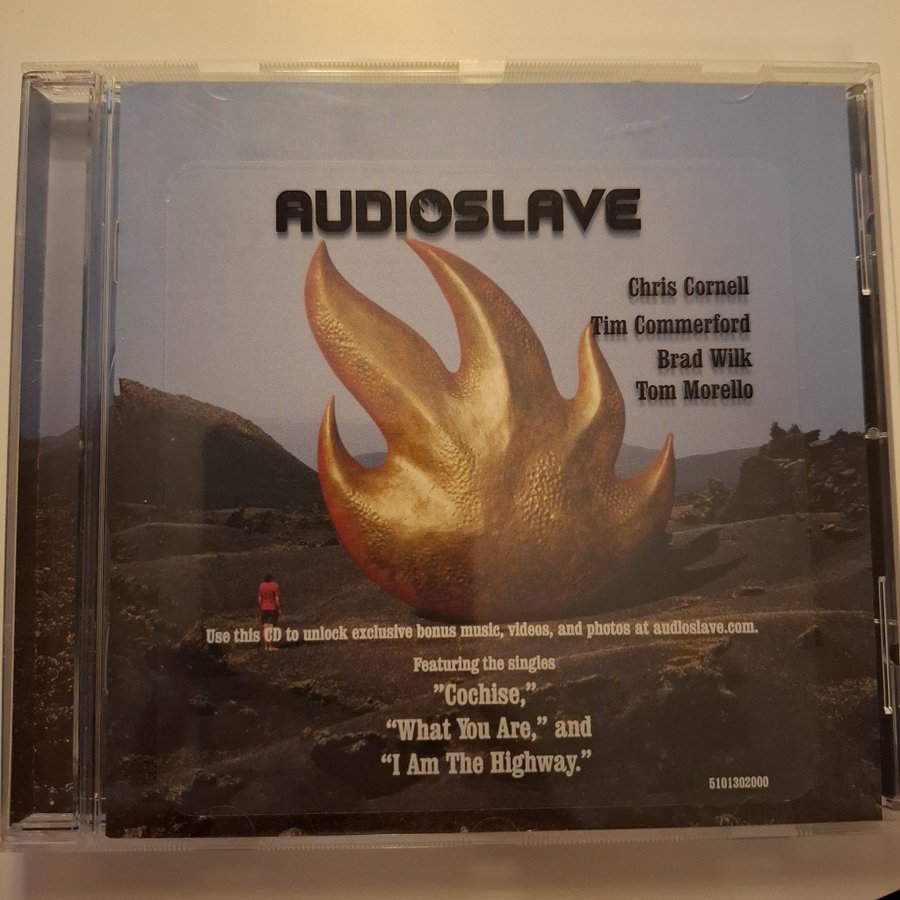 AUDIOSLAVE
Chris Cornell
Tim Commerford
Brad Wilk
Tom Morello
Use this CD to unlock exclusive bonus music, videos, and photos at audioslave.com.
Featuring the singles
”Cochise,”
“What You Are,” and
“I Am The Highway.”
5101302000